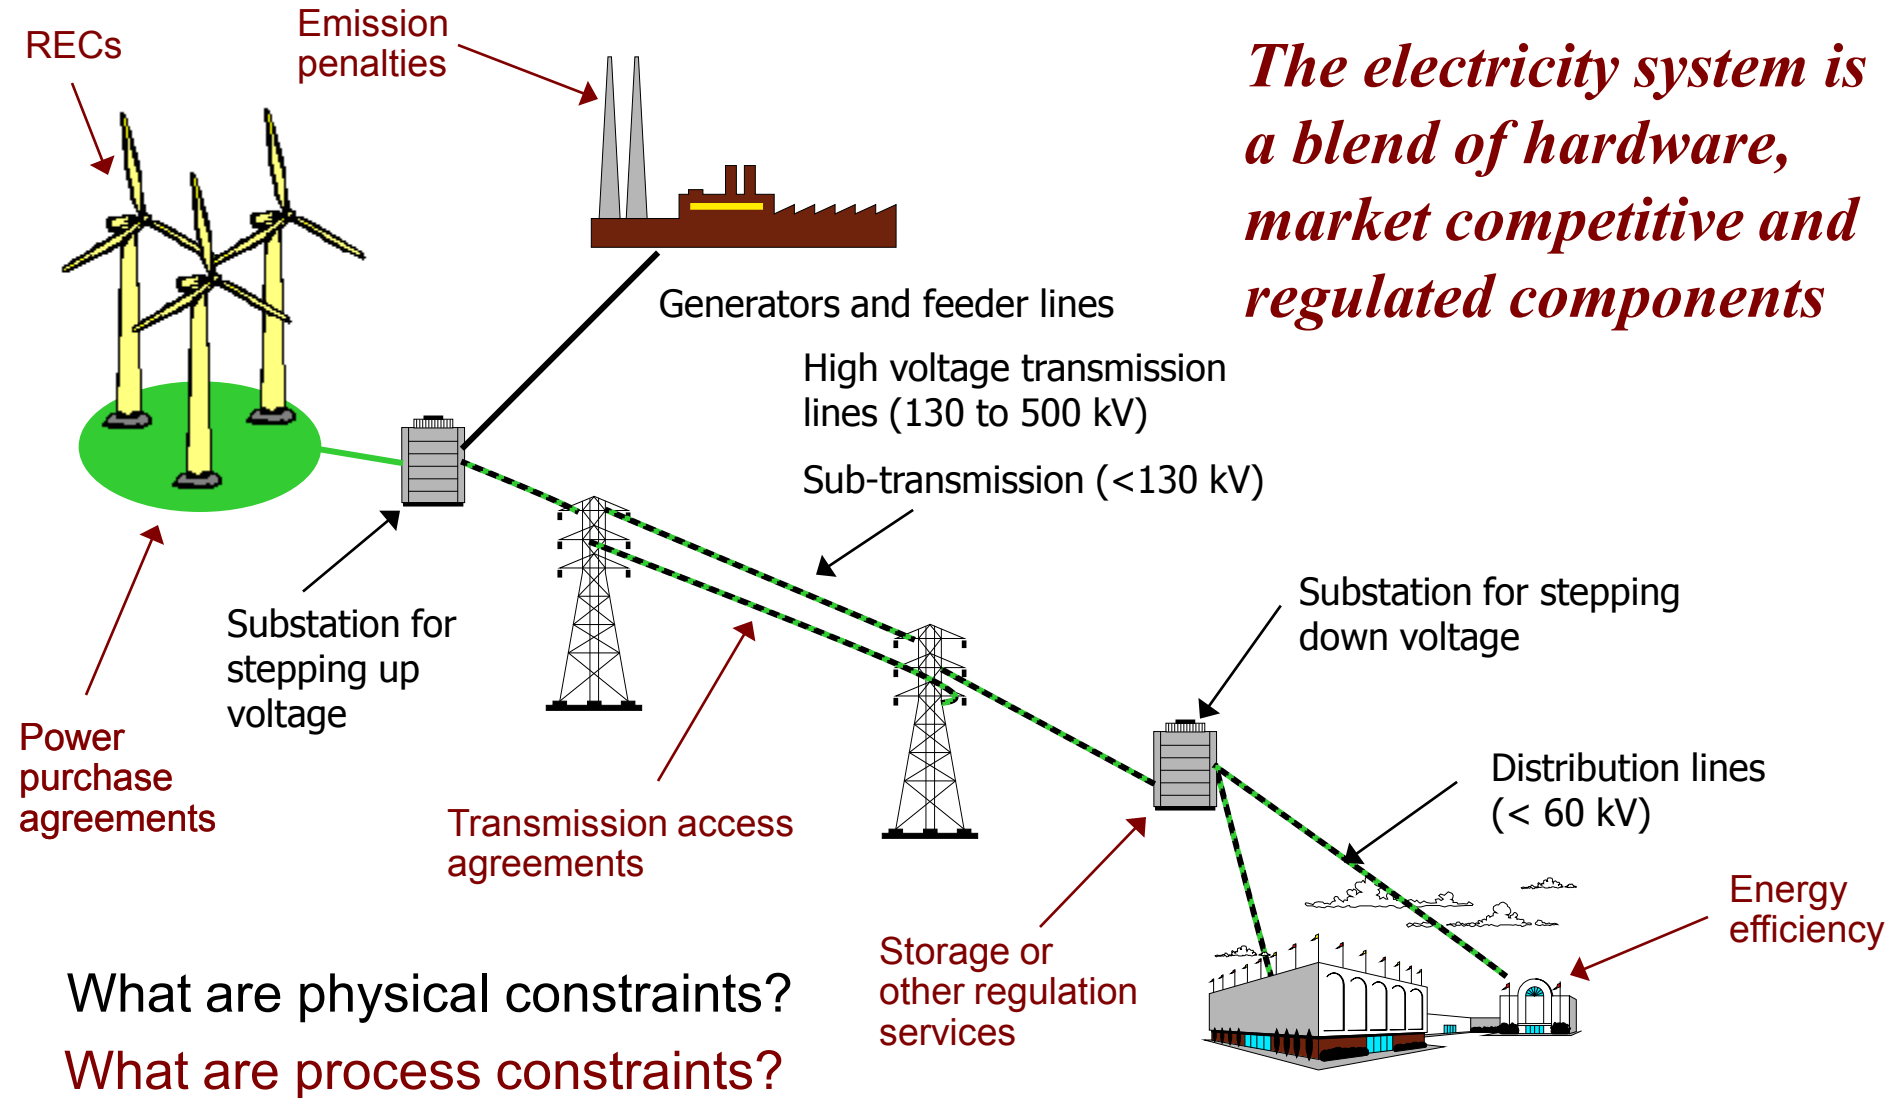 RECs
Emission
penalties
The electricity system is
a blend of hardware,
market competitive and
regulated components
Generators and feeder lines
High voltage transmission
lines (130 to 500 kV)
Sub-transmission (<130 kV)
Substation for
stepping up
voltage
Substation for stepping
down voltage
Power
purchase
agreements
Transmission access
agreements
Distribution lines
(< 60 kV)
Storage or
other regulation
services
Energy
efficiency
What are physical constraints?
What are process constraints?